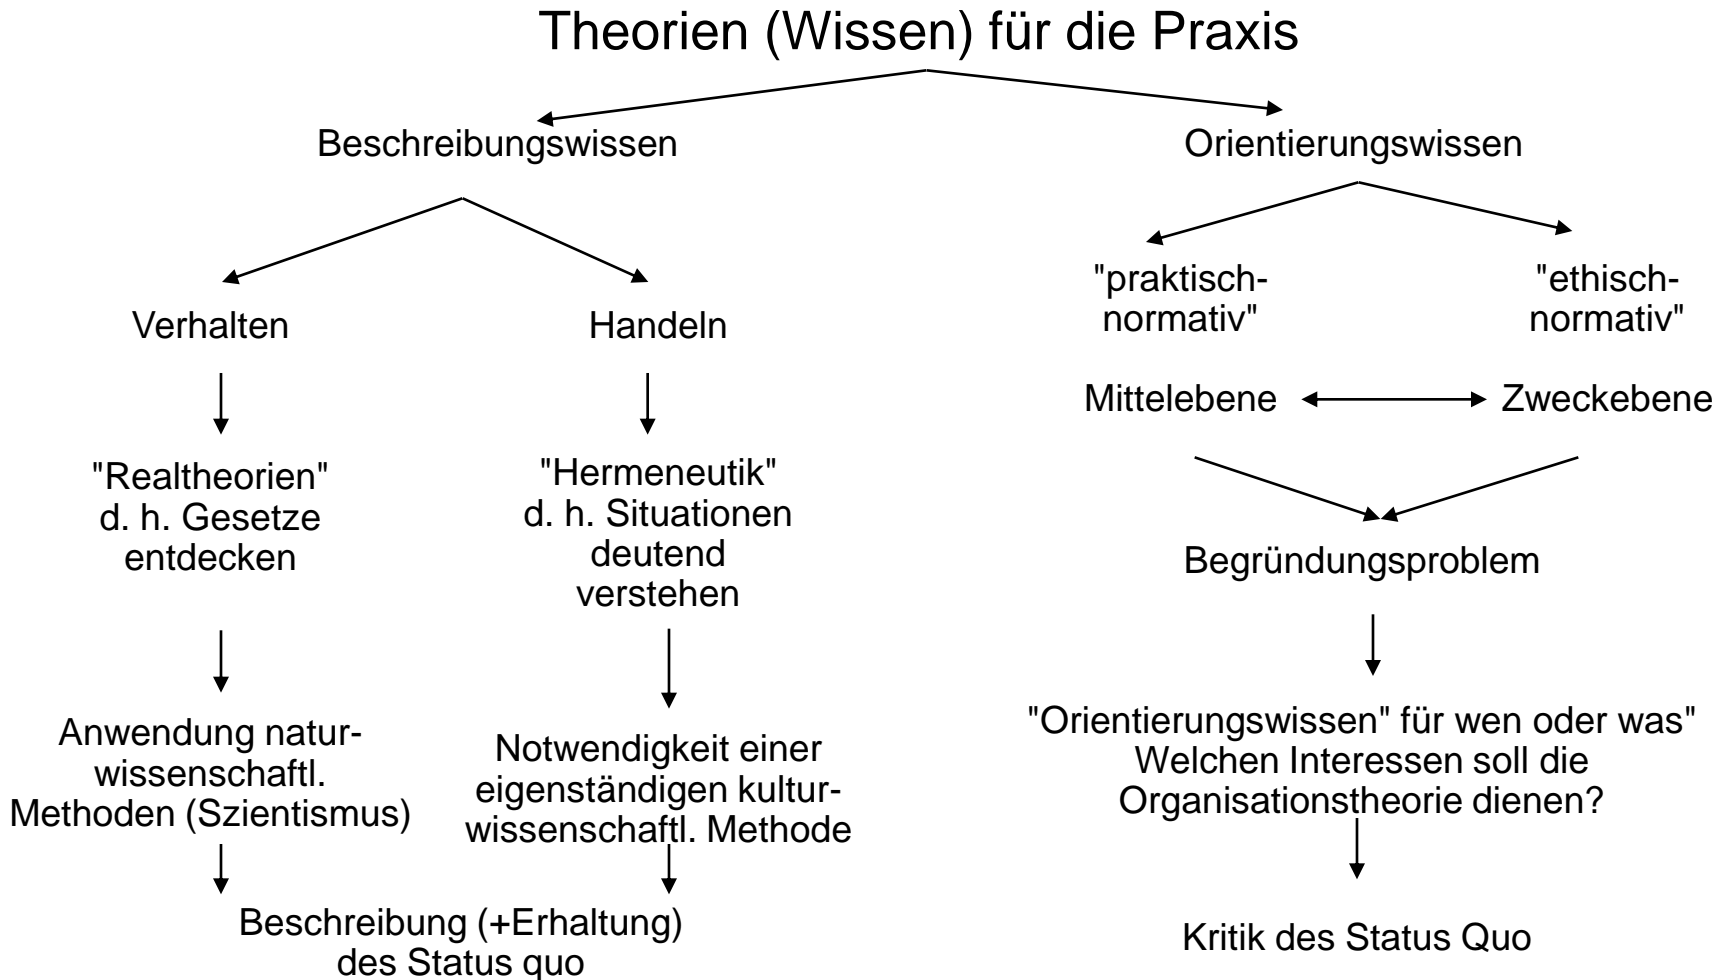 Theorien (Wissen) für die Praxis
Beschreibungswissen
Orientierungswissen
Verhalten
Handeln
"praktisch-
normativ"
"ethisch-
normativ"
Mittelebene
Zweckebene
"Realtheorien"
d. h. Gesetze
entdecken
"Hermeneutik"
d. h. Situationen
deutend
verstehen
Begründungsproblem
Anwendung natur-
wissenschaftl.
Methoden (Szientismus)
Notwendigkeit einer
eigenständigen kultur-
wissenschaftl. Methode
"Orientierungswissen" für wen oder was"
Welchen Interessen soll die
Organisationstheorie dienen?
Beschreibung (+Erhaltung)
des Status quo
Kritik des Status Quo